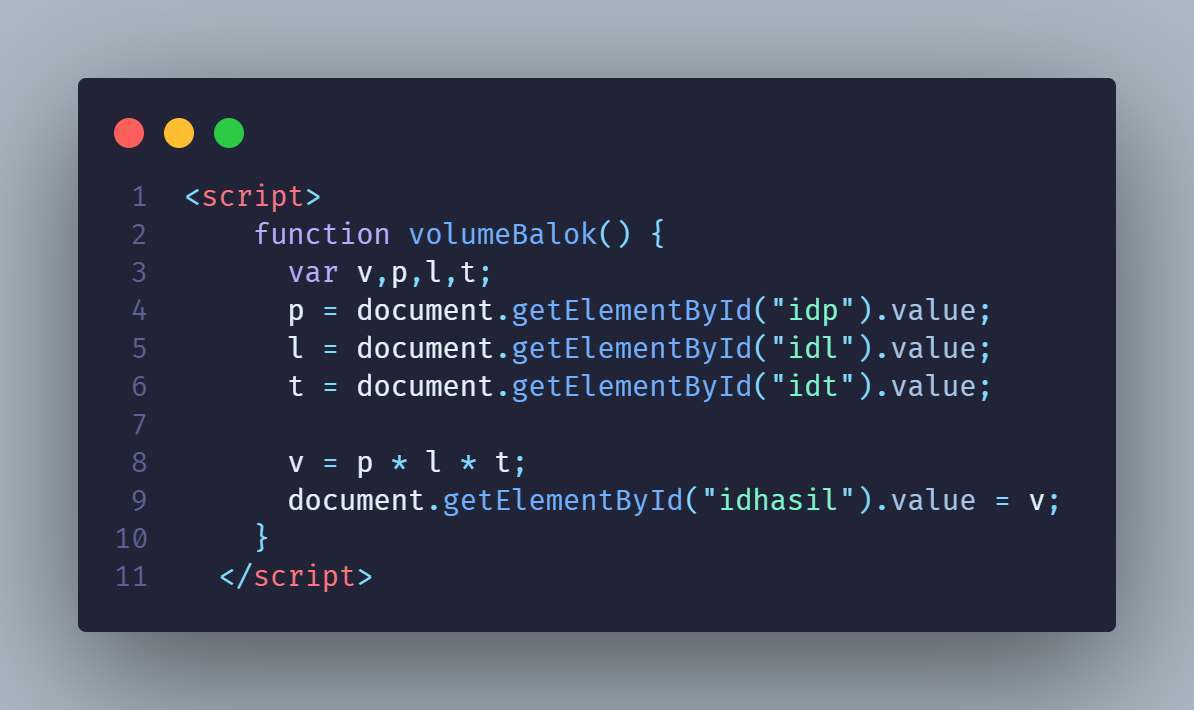 1 <script>
2 function volumeBalok() {
3 var v,p,l,t;
4 p = document.getElementById("idp").value;
5 l = document.getElementById("idl").value;
6 t = document.getElementById("idt").value;
7
8 v = p * l * t;
9 document.getElementById("idhasil").value = v;
10 }
11 </script>